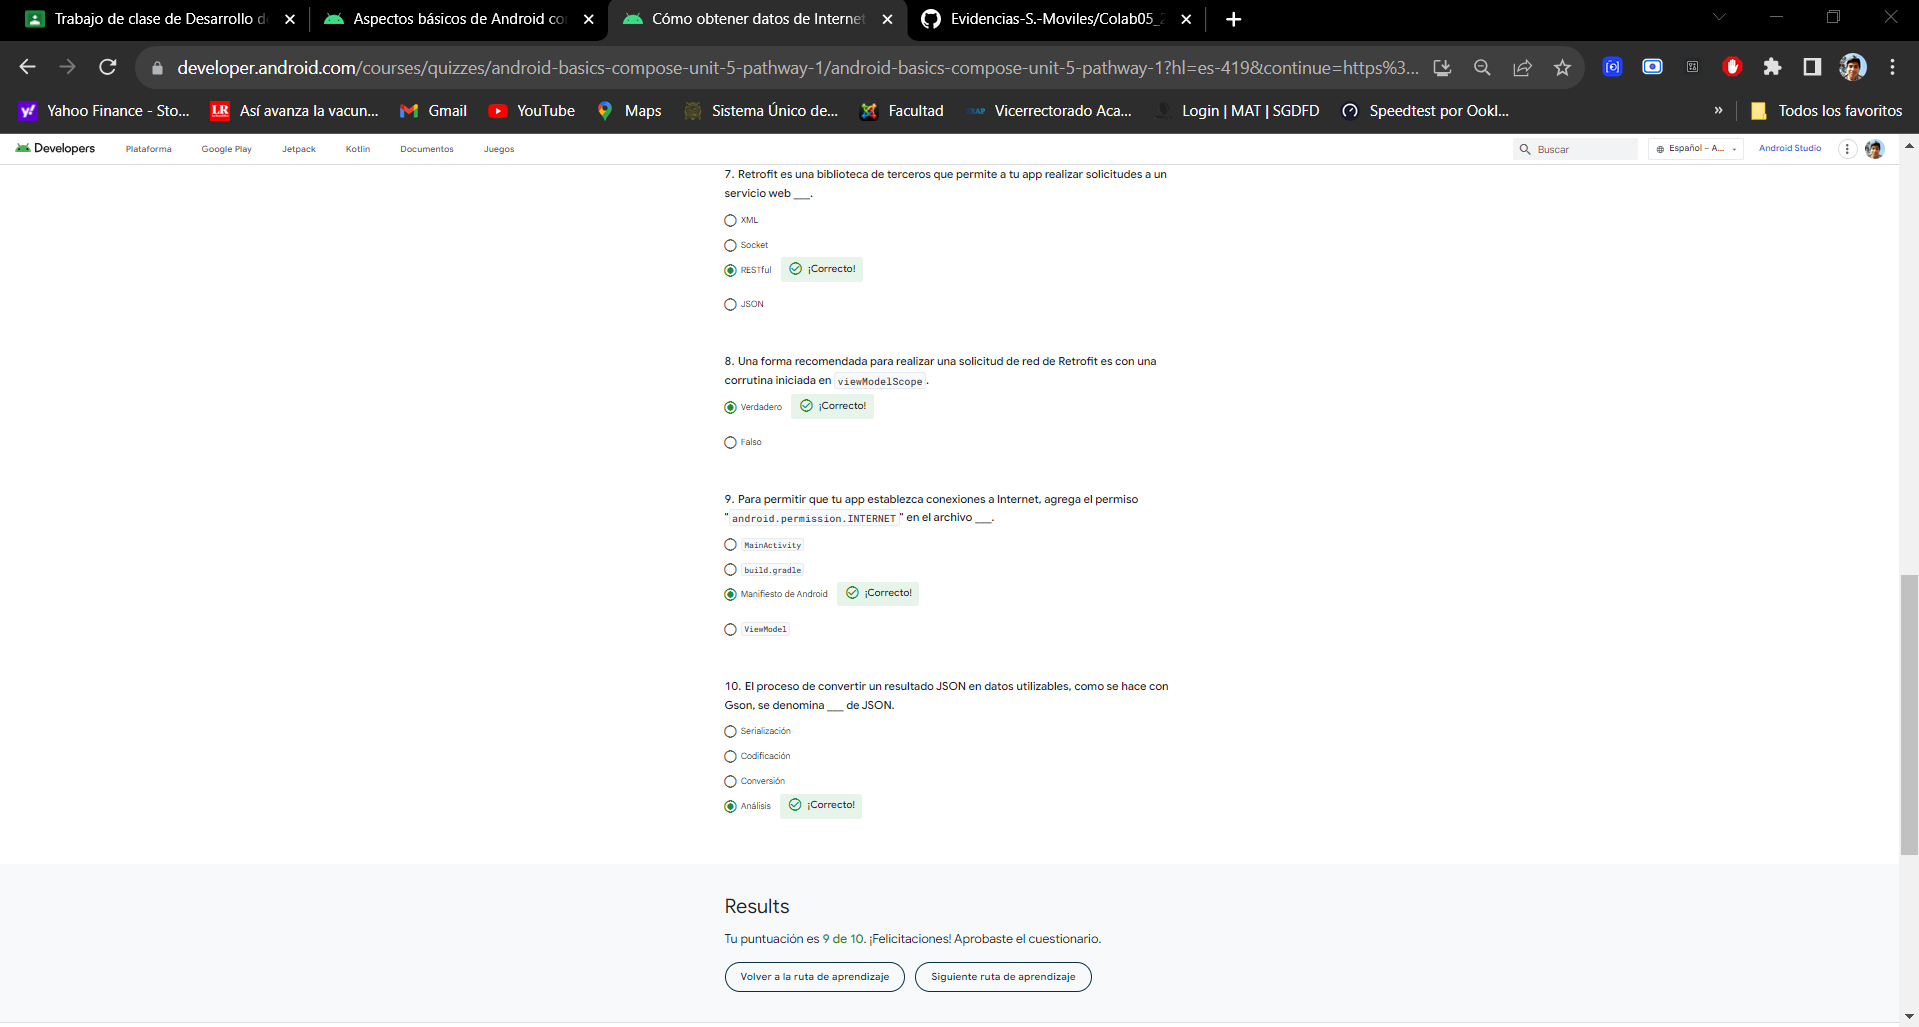 Trabajo de clase de Desarrollo de
Aspectos básicos de Android co
Cómo obtener datos de Internet
Evidencias-S.-Moviles/Colab05_2
developer.android.com/courses/quizzes/android-basics-compose-unit-5-pathway-1/android-basics-compose-unit-5-pathway-1?hl=es-419&continue=https%3...
Yahoo Finance - Sto...
LR
Así avanza la vacun...
Gmail
YouTube
Maps
Sistema Único de...
Facultad
Vicerrectorado Aca...
Login | MAT | SGDFD
Speedtest por Ookl...
»
Todos los favoritos
Developers
Plataforma
Google Play
Jetpack
Kotlin
Documentos
Juegos
Buscar
Español – A...
Android Studio
7. Retrofit es una biblioteca de terceros que permite a tu app realizar solicitudes a un
servicio web ___.
XML
Socket
RESTful
¡Correcto!
JSON
8. Una forma recomendada para realizar una solicitud de red de Retrofit es con una
corrutina iniciada en viewModelScope.
Verdadero
¡Correcto!
Falso
9. Para permitir que tu app establezca conexiones a Internet, agrega el permiso
"android.permission.INTERNET" en el archivo ___.
MainActivity
build.gradle
Manifiesto de Android
¡Correcto!
ViewModel
10. El proceso de convertir un resultado JSON en datos utilizables, como se hace con
Gson, se denomina ___ de JSON.
Serialización
Codificación
Conversión
Análisis
¡Correcto!
Results
Tu puntuación es 9 de 10. ¡Felicitaciones! Aprobaste el cuestionario.
Volver a la ruta de aprendizaje
Siguiente ruta de aprendizaje